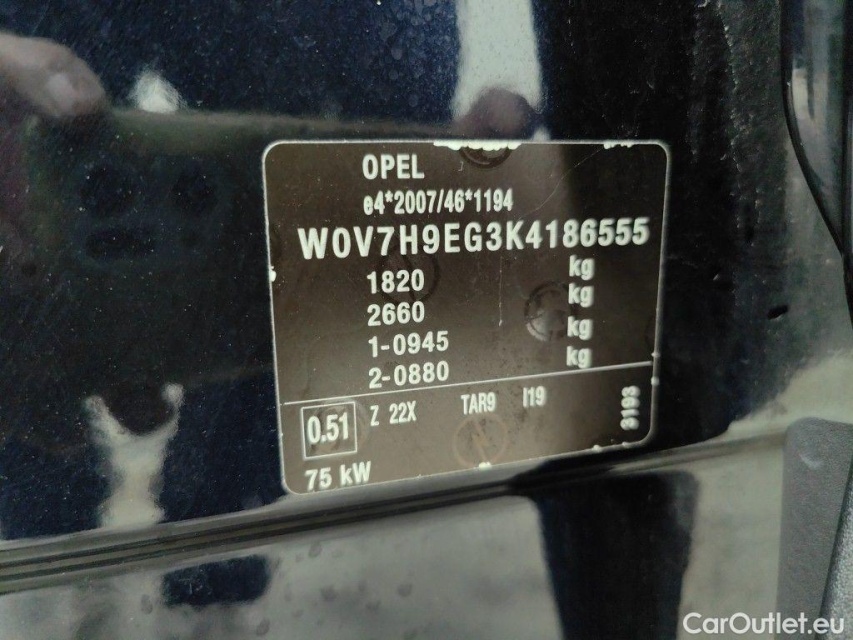 OPEL
e4*2007/46*1194
W0V7H9EG3K4186555
1820 kg
2660 kg
1-0945 kg
2-0880 kg
0.51 Z 22X TAR9 I19
75 kW
CarOutlet.eu